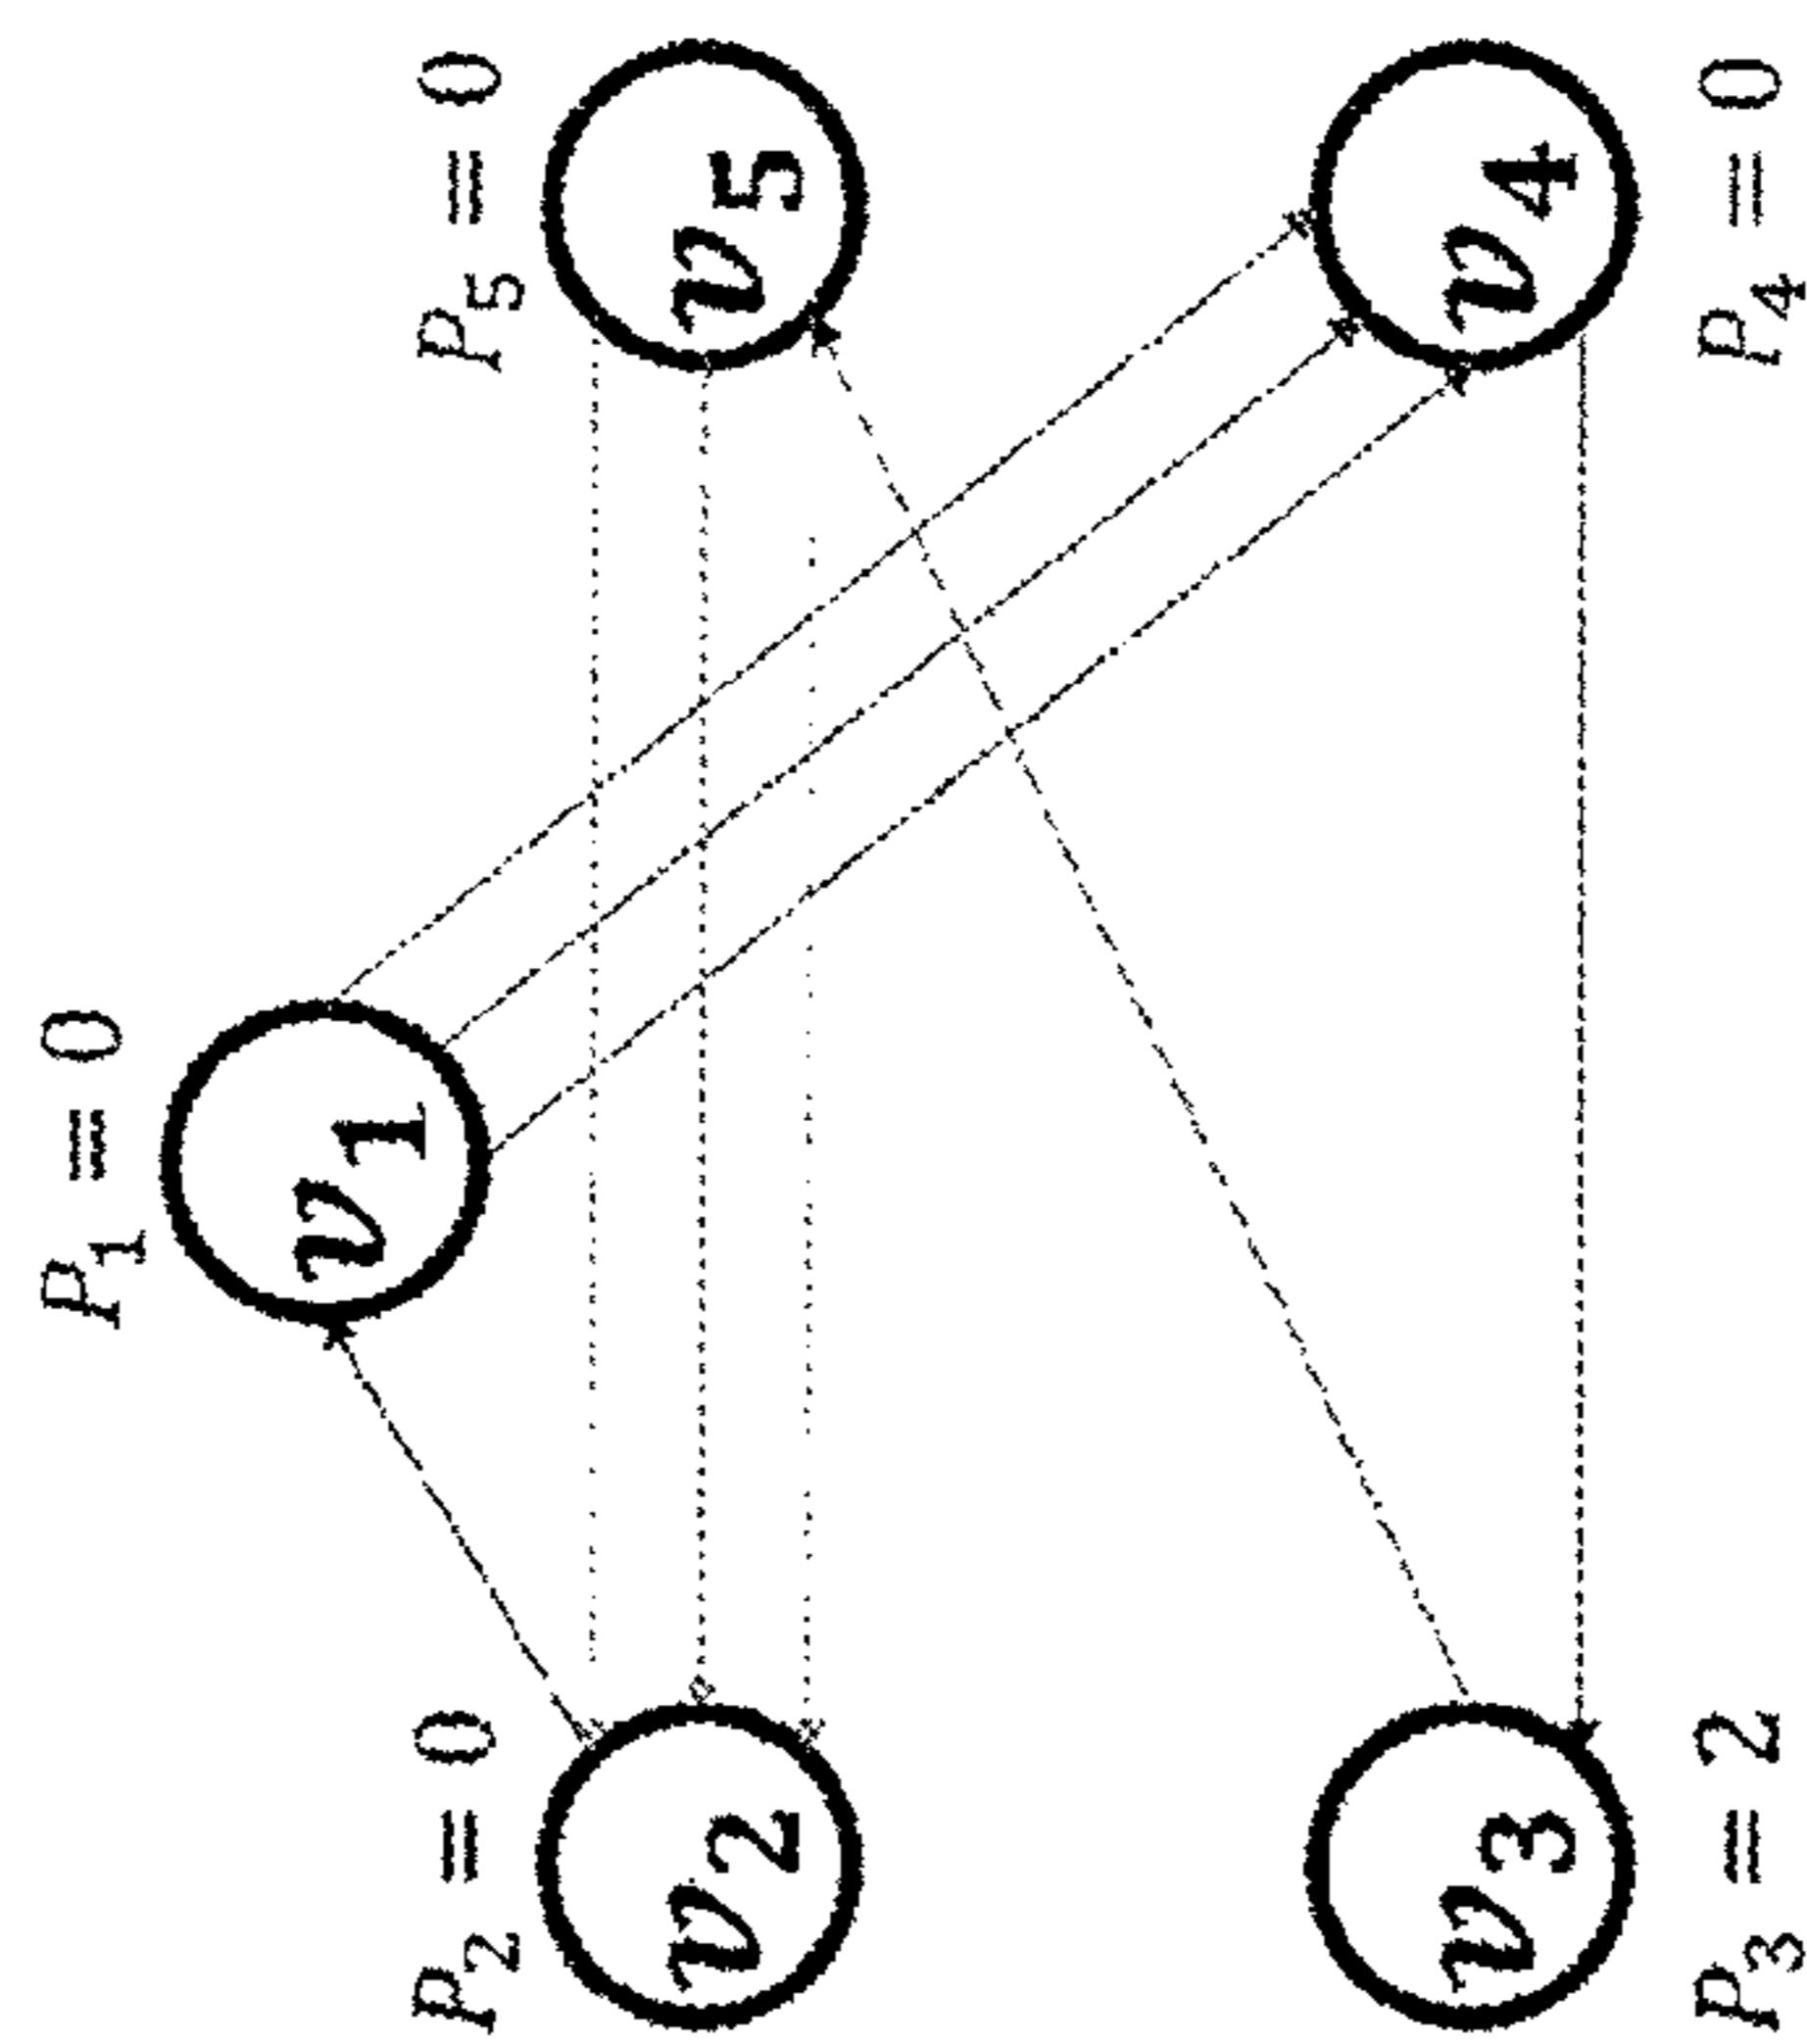 P₁ = 0
v1
P₂ = 0
v2
P₅ = 0
v5
P₃ = 2
v3
P₄ = 0
v4